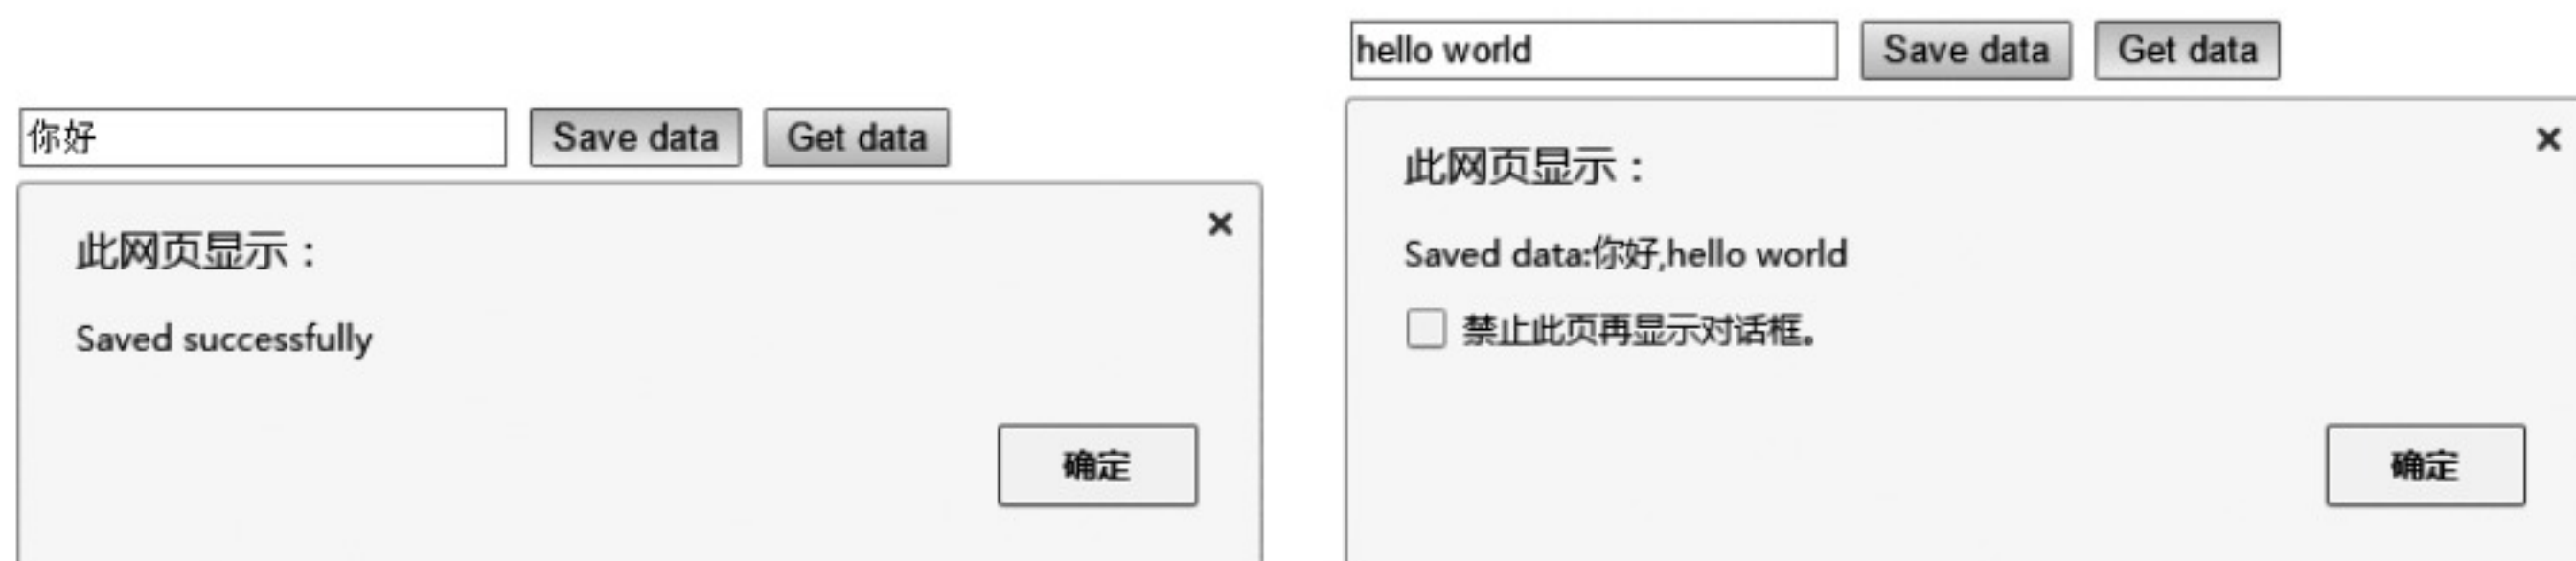 你好 Save data Get data
此网页显示：
Saved successfully
确定
hello world Save data Get data
此网页显示：
Saved data:你好,hello world
禁止此页再显示对话框。
确定